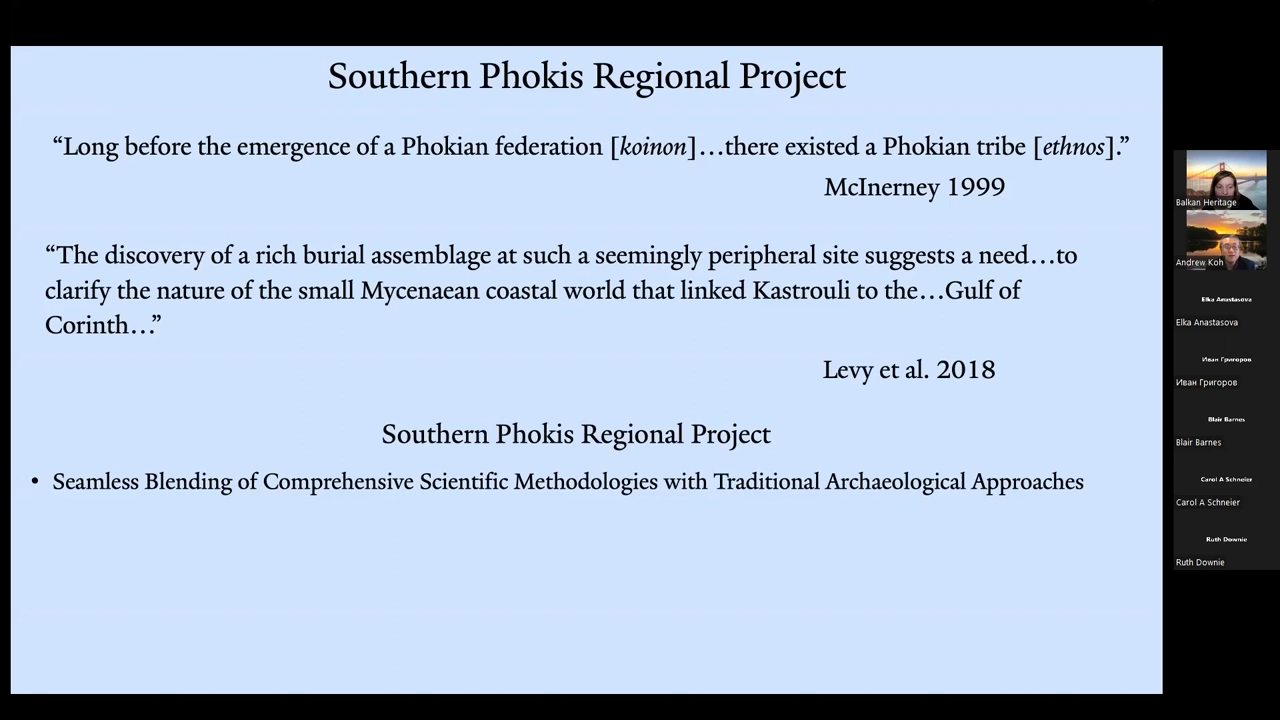 Southern Phokis Regional Project
“Long before the emergence of a Phokian federation [koinon]…there existed a Phokian tribe [ethnos].”
McInerney 1999
“The discovery of a rich burial assemblage at such a seemingly peripheral site suggests a need…to
clarify the nature of the small Mycenaean coastal world that linked Kastrouli to the…Gulf of
Corinth…”
Levy et al. 2018
Southern Phokis Regional Project
• Seamless Blending of Comprehensive Scientific Methodologies with Traditional Archaeological Approaches
Balkan Heritage
Andrew Koh
Elka Anastasova
Elka Anastasova
Иван Григоров
Иван Григоров
Blair Barnes
Blair Barnes
Carol A Schneier
Carol A Schneier
Ruth Downie
Ruth Downie